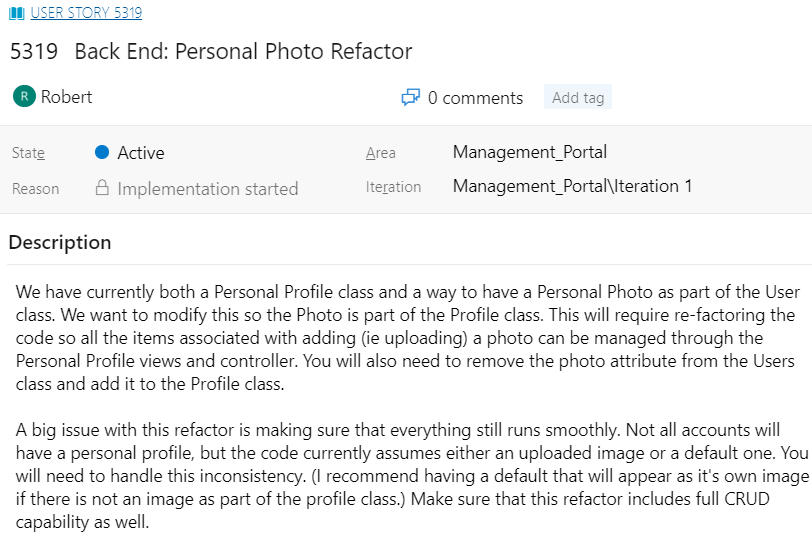 USER STORY 5319
5319 Back End: Personal Photo Refactor
R Robert 0 comments Add tag
State Active Area Management_Portal
Reason Implementation started Iteration Management_Portal\Iteration 1
Description
We have currently both a Personal Profile class and a way to have a Personal Photo as part of the User
class. We want to modify this so the Photo is part of the Profile class. This will require re-factoring the
code so all the items associated with adding (ie uploading) a photo can be managed through the
Personal Profile views and controller. You will also need to remove the photo attribute from the Users
class and add it to the Profile class.
A big issue with this refactor is making sure that everything still runs smoothly. Not all accounts will
have a personal profile, but the code currently assumes either an uploaded image or a default one. You
will need to handle this inconsistency. (I recommend having a default that will appear as it's own image
if there is not an image as part of the profile class.) Make sure that this refactor includes full CRUD
capability as well.